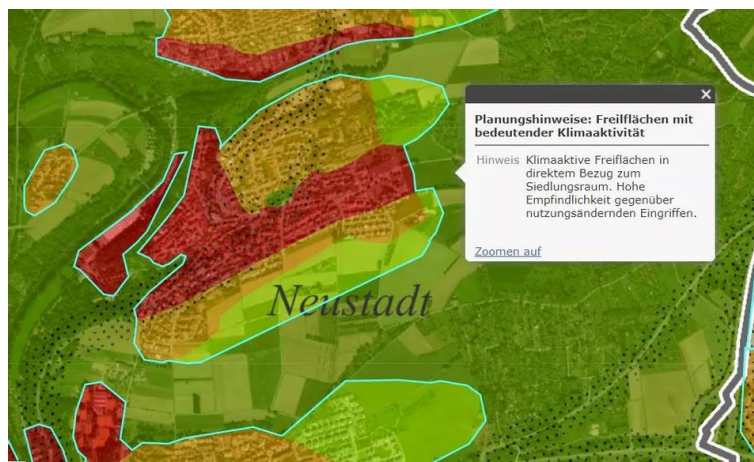 Planungshinweise: Freiflächen mit
bedeutender Klimaaktivität
Hinweis Klimaaktive Freiflächen in
direktem Bezug zum
Siedlungsraum. Hohe
Empfindlichkeit gegenüber
nutzungsändernden Eingriffen.
Zoomen auf
Neustadt